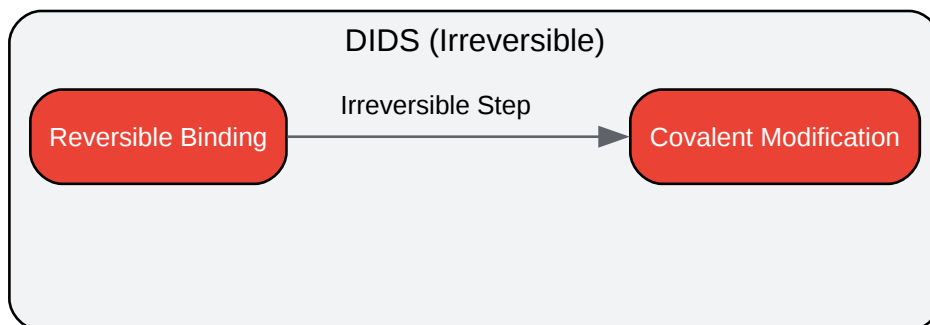 DIDS (Irreversible)
Irreversible Step
Reversible Binding
Covalent Modification